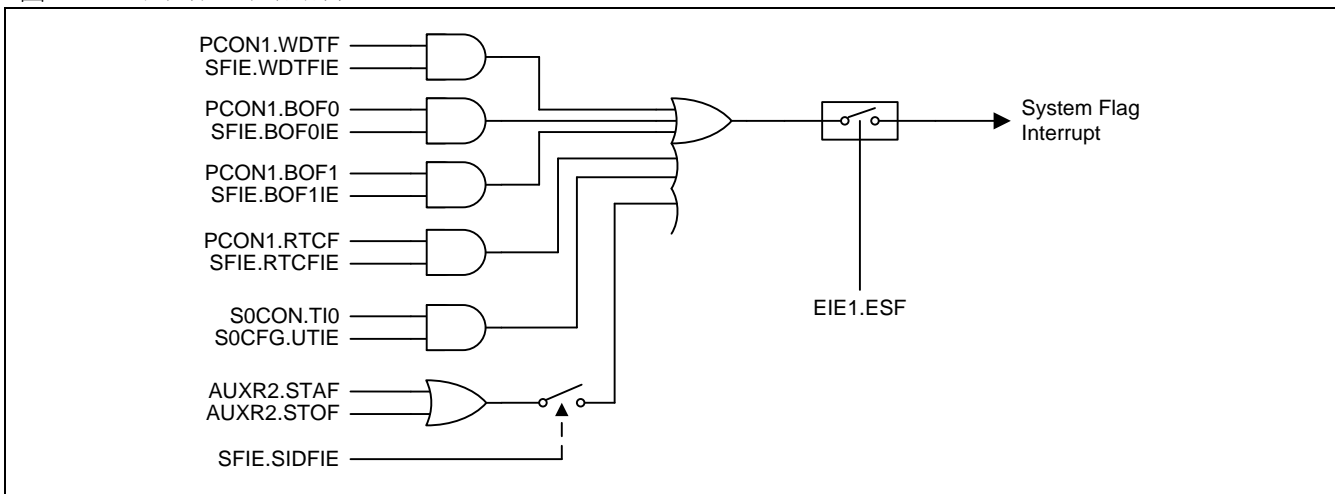 PCON1.WDTF
SFIE.WDTFIE
PCON1.BOF0
SFIE.BOF0IE
PCON1.BOF1
SFIE.BOF1IE
PCON1.RTCF
SFIE.RTCFIE
S0CON.TI0
S0CFG.UTIE
AUXR2.STAF
AUXR2.STOF
SFIE.SIDFIE
System Flag
Interrupt
EIE1.ESF